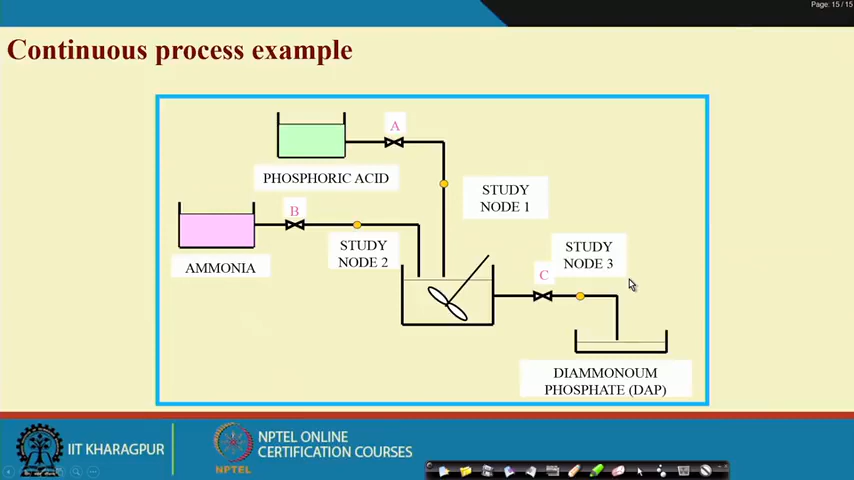 Page: 15 / 15
Continuous process example
A
PHOSPHORIC ACID
STUDY
NODE 1
B
STUDY
NODE 2
AMMONIA
STUDY
NODE 3
C
DIAMMONOUM
PHOSPHATE (DAP)
IIT KHARAGPUR
NPTEL
NPTEL ONLINE
CERTIFICATION COURSES